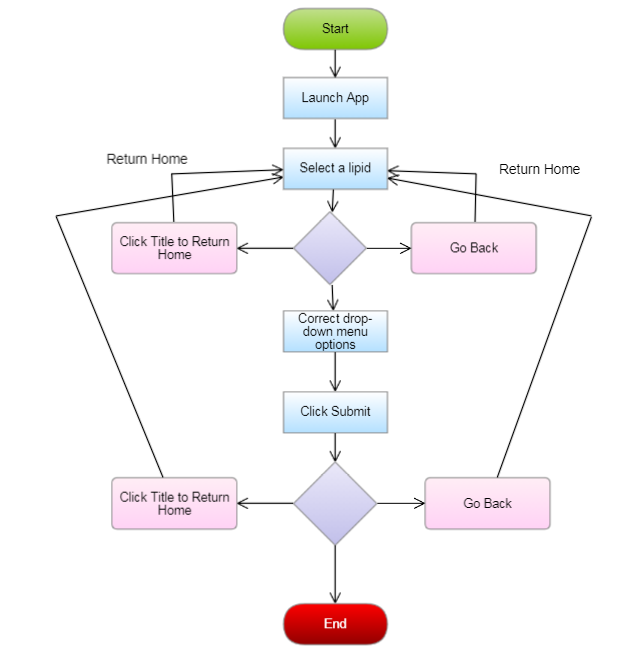 Start
Launch App
Return Home
Select a lipid
Return Home
Click Title to Return
Home
Go Back
Correct drop-
down menu
options
Click Submit
Click Title to Return
Home
Go Back
End